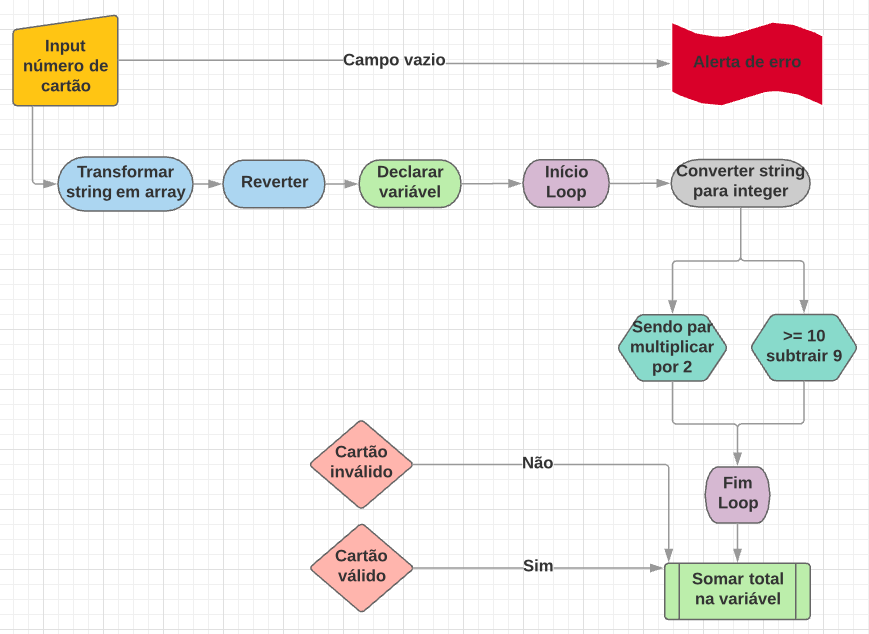 Input
número de
cartão
Campo vazio
Alerta de erro
Transformar
string em array
Reverter
Declarar
variável
Início
Loop
Converter string
para integer
Sendo par
multiplicar
por 2
>= 10
subtrair 9
Cartão
inválido
Não
Fim
Loop
Cartão
válido
Sim
Somar total
na variável